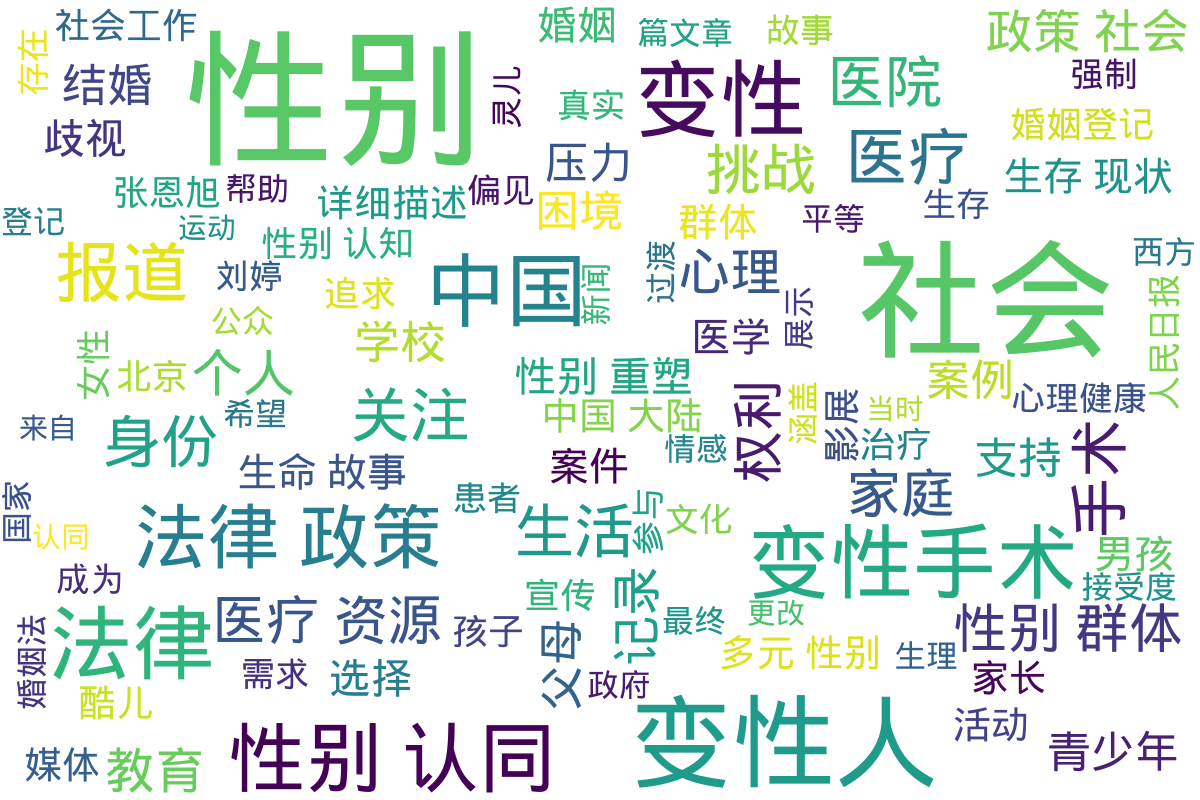 社会工作
存在
结婚
歧视
性别
灵儿
婚姻
篇文章
故事
政策 社会
真实
变性
医院
强制
婚姻登记
压力
挑战
医疗
生存 现状
张恩旭
帮助
详细描述
偏见
困境
群体
平等
生存
登记
运动
性别 认知
报道
刘婷
追求
中国
新闻
过渡
心理
社会
西方
人民日报
公众
学校
医学
展示
女性
北京
个人
性别 重塑
案例
来自
希望
关注
中国 大陆
权利
涵盖
影展
当时
心理健康
身份
情感
治疗
支持
手术
生命 故事
案件
家庭
国家
患者
认同
法律 政策
生活
参与
文化
变性手术
男孩
成为
接受度
法律
医疗 资源
宣传
记录
更改
最终
性别 群体
婚姻法
孩子
父母
多元 性别
生理
需求
选择
政府
家长
酷儿
变性人
活动
媒体
教育
性别 认同
青少年